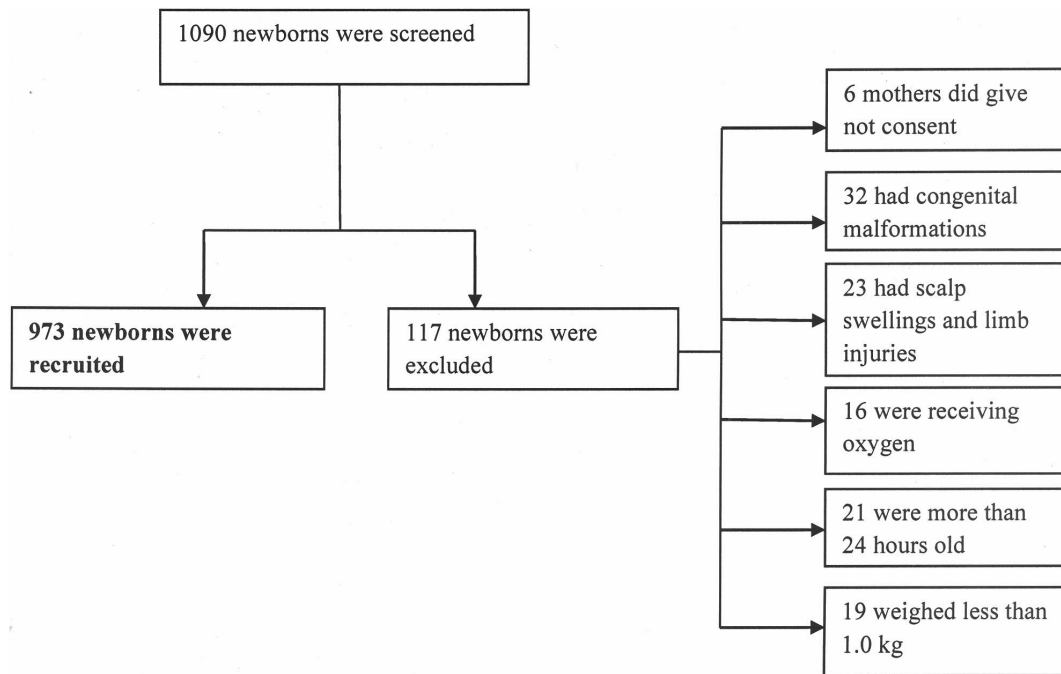 1090 newborns were screened
6 mothers did give
not consent
32 had congenital
malformations
23 had scalp
swellings and limb
injuries
973 newborns were
recruited
117 newborns were
excluded
16 were receiving
oxygen
21 were more than
24 hours old
19 weighed less than
1.0 kg